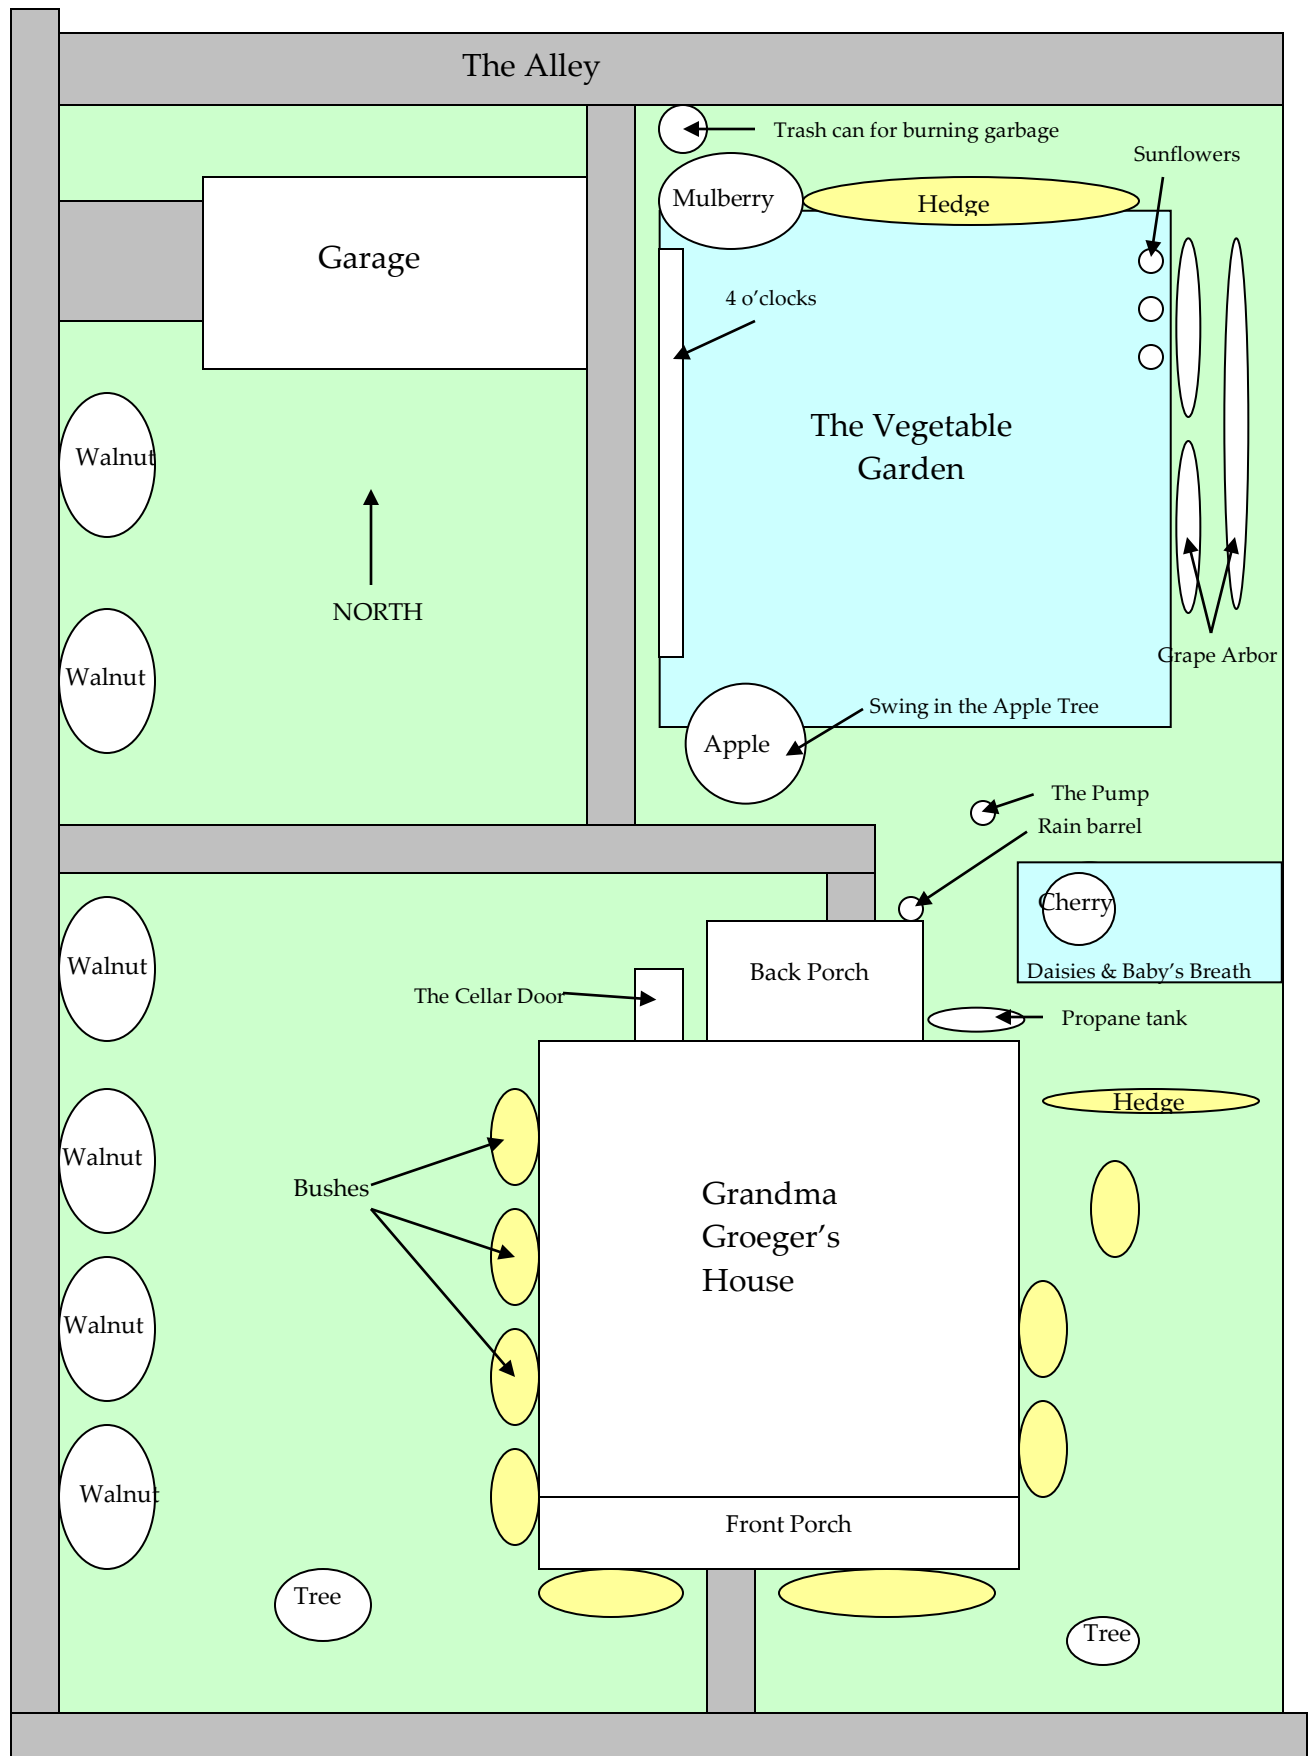 The Alley
Trash can for burning garbage
Sunflowers
Mulberry
Hedge
Garage
4 o’clocks
The Vegetable
Garden
Walnut
NORTH
Walnut
Grape Arbor
Swing in the Apple Tree
Apple
The Pump
Rain barrel
Cherry
Walnut
Back Porch
Daisies & Baby’s Breath
The Cellar Door
Propane tank
Hedge
Walnut
Bushes
Grandma
Groeger’s
House
Walnut
Walnut
Front Porch
Tree
Tree